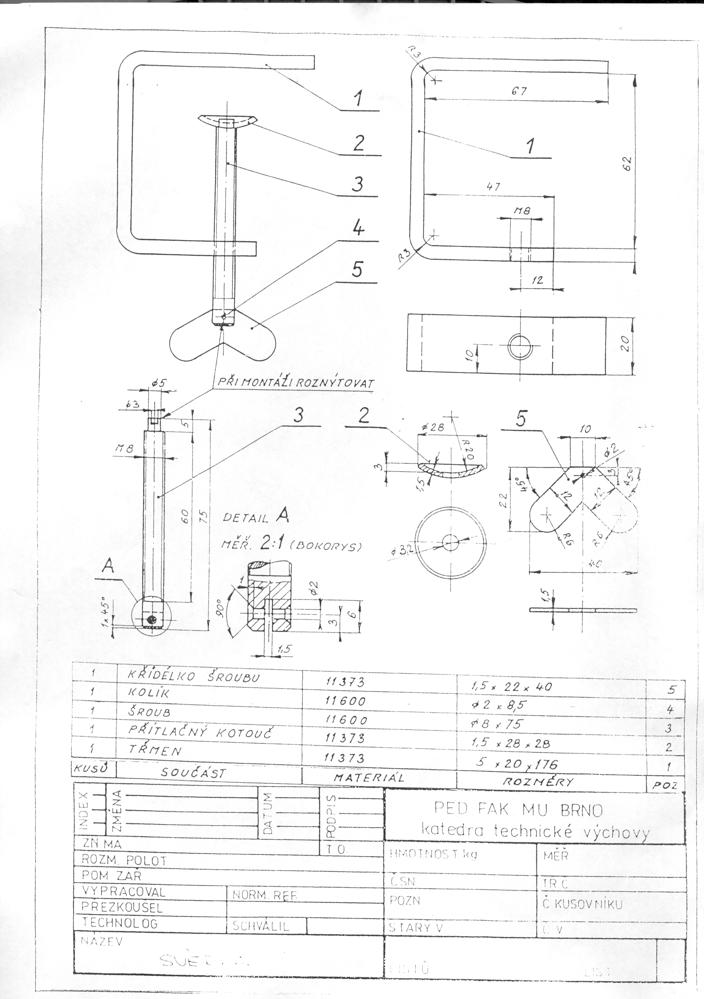 1
2
3
4
5
R3
67
1
62
47
M8
R3
12
10
20
PŘI MONTÁŽI ROZNÝTOVAT
φ5
φ3
5
M8
3
60
75
A
1x45°
DETAIL A
MĚŘ. 2:1 (BOKORYS)
1
90°
φ2
3
6
1,5
2
φ28
R20
3
1,5
φ3,2
5
10
φ2
3
45°
22
12
12
R6
R6
40
1,5
1 KŘÍDÉLKO ŠROUBU 11373 1,5 x 22 x 40 5
1 KOLÍK 11600 φ2 x 8,5 4
1 ŠROUB 11600 φ8 x 75 3
1 PŘÍTLAČNÝ KOTOUČ 11373 1,5 x 28 x 28 2
1 TŘMEN 11373 5 x 20 x 176 1
KUSŮ SOUČÁST MATERIÁL ROZMĚRY POZ
INDEX ZMĚNA DATUM PODPIS
PED FAK MU BRNO
katedra technické výchovy
ZN MA T.O.
HMOTNOST kg MĚŘ
ROZM. POLOT
POM ZAŘ
ČSN TR Č
VYPRACOVAL NORM. REF.
POZN Č KUSOVNÍKU
PŘEZKOUŠEL
TECHNOLOG SCHVÁLIL
STARÝ V. Č V
NÁZEV
LISTŮ LIST